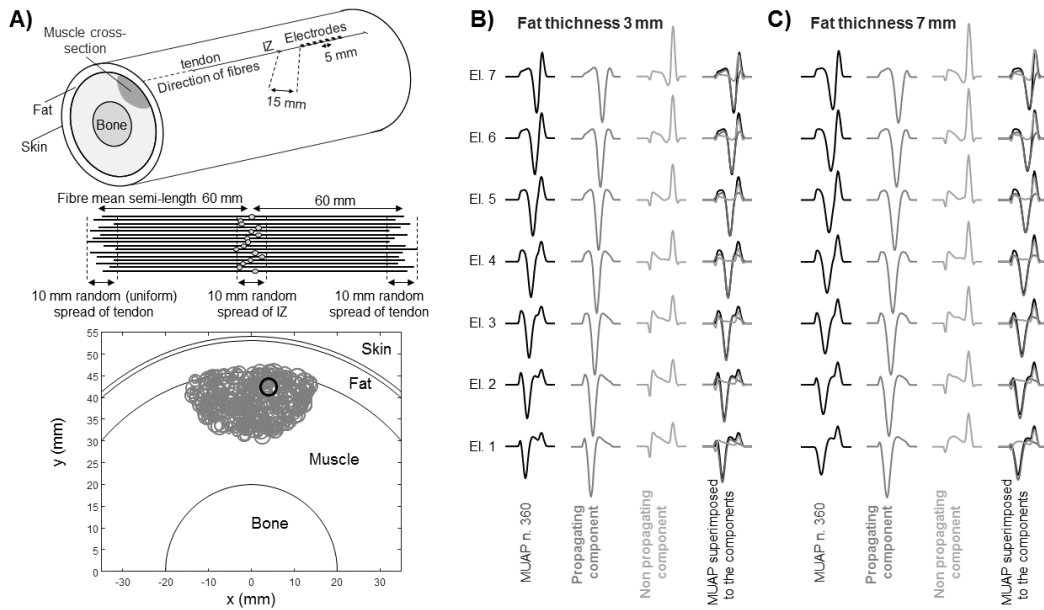 A)
Muscle cross-
section
Fat
Skin
Bone
tendon
Direction of fibres
IZ
Electrodes
5 mm
15 mm
Fibre mean semi-length 60 mm
60 mm
10 mm random (uniform)
spread of tendon
10 mm random
spread of IZ
10 mm random
spread of tendon
55
50
45
40
35
30
25
20
15
10
5
0
y (mm)
Skin
Fat
Muscle
Bone
-30
-20
-10
0
10
20
30
x (mm)
B)
Fat thichness 3 mm
El. 7
El. 6
El. 5
El. 4
El. 3
El. 2
El. 1
MUAP n. 360
Propagating
component
Non propagating
component
MUAP superimposed
to the components
C)
Fat thickness 7 mm
MUAP n. 360
Propagating
component
Non propagating
component
MUAP superimposed
to the components